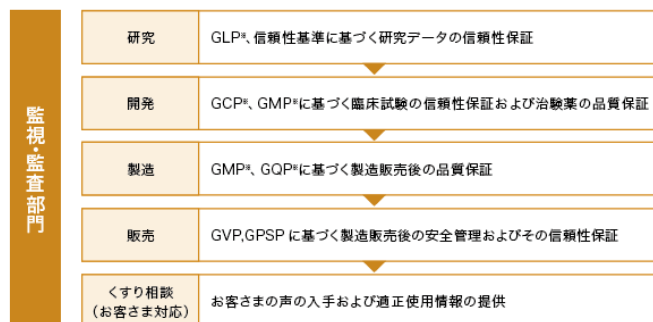 監視・監査部門
研究
GLP※、信頼性基準に基づく研究データの信頼性保証
開発
GCP※、GMP※に基づく臨床試験の信頼性保証および治験薬の品質保証
製造
GMP※、GQP※に基づく製造販売後の品質保証
販売
GVP,GPSP に基づく製造販売後の安全管理およびその信頼性保証
くすり相談
（お客さま対応）
お客さまの声の入手および適正使用情報の提供